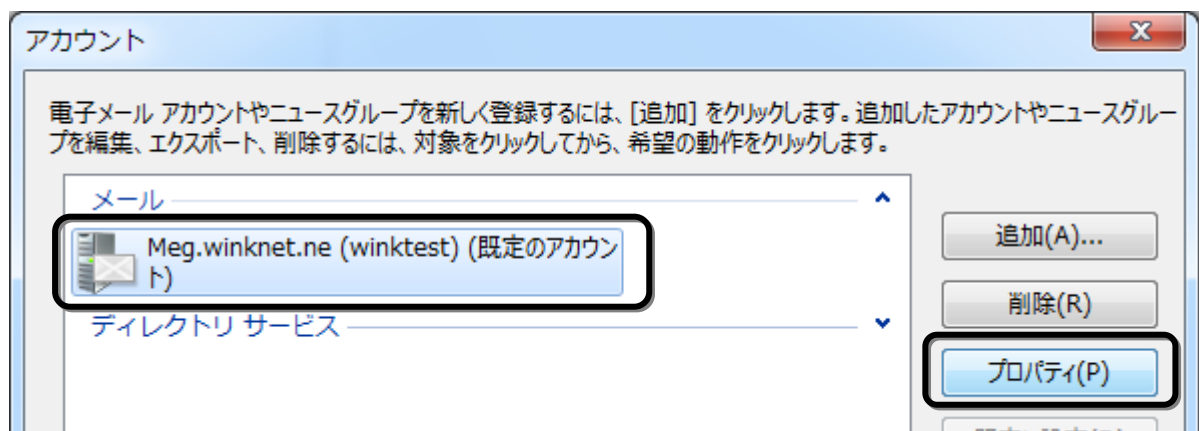 アカウント
電子メール アカウントやニュースグループを新しく登録するには、[追加] をクリックします。追加したアカウントやニュースグルー
プを編集、エクスポート、削除するには、対象をクリックしてから、希望の動作をクリックします。
メール
Meg.winknet.ne (winktest) (既定のアカウン
ト)
ディレクトリ サービス
追加(A)...
削除(R)
プロパティ(P)